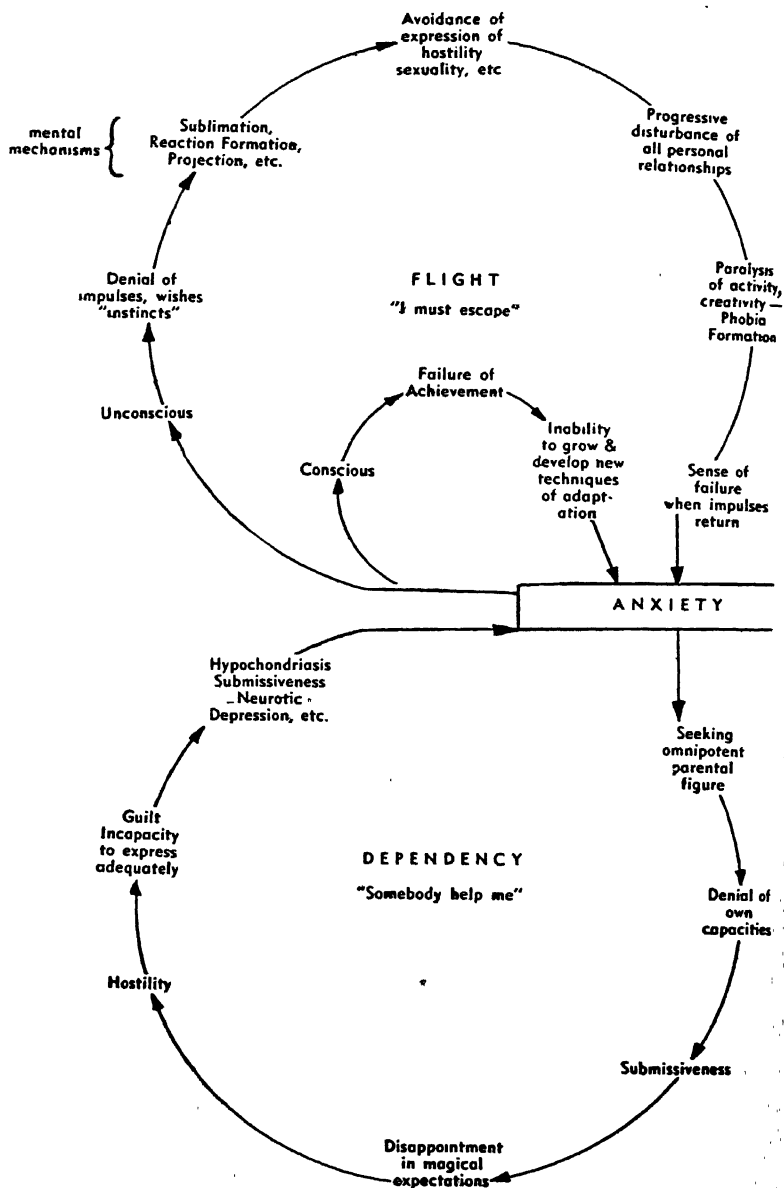 Avoidance of
expression of
hostility
sexuality, etc
mental
mechanisms
Sublimation,
Reaction Formation,
Projection, etc.
Progressive
disturbance of
all personal
relationships
Denial of
impulses, wishes
"instincts"
FLIGHT
"I must escape"
Paralysis
of activity,
creativity —
Phobia
Formation
Unconscious
Conscious
Failure of
Achievement
Inability
to grow &
develop new
techniques
of adapt-
ation
Sense of
failure
when impulses
return
ANXIETY
Hypochondriasis
Submissiveness
Neurotic
Depression, etc.
Seeking
omnipotent
parental
figure
Guilt
Incapacity
to express
adequately
DEPENDENCY
"Somebody help me"
Denial of
own
capacities
Hostility
Submissiveness
Disappointment
in magical
expectations